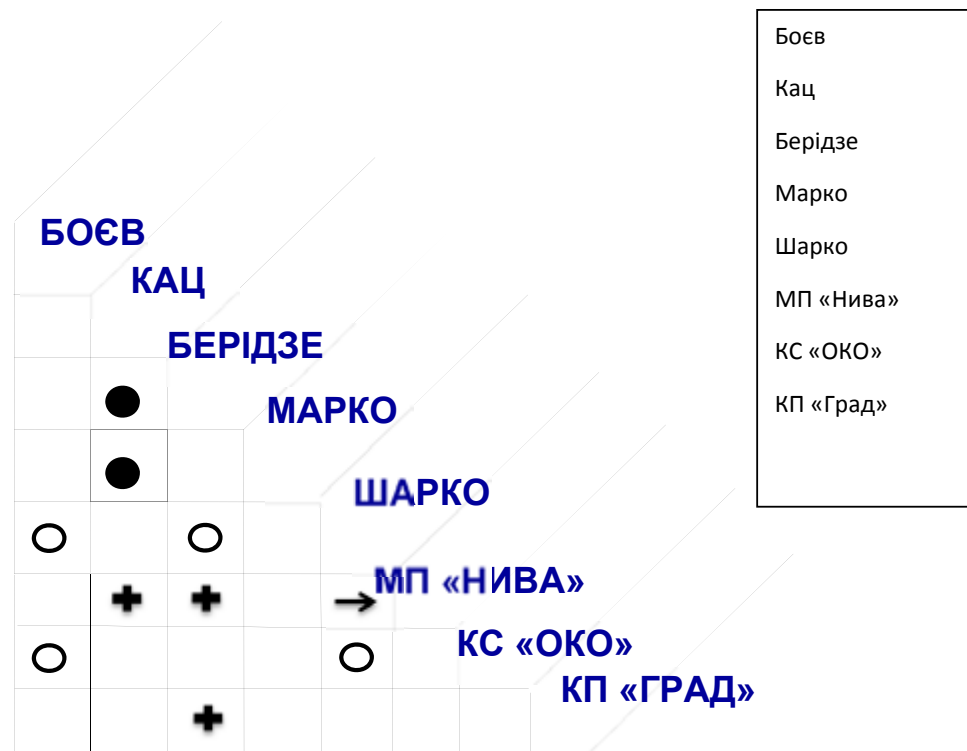 БОЄВ
КАЦ
БЕРІДЗЕ
МАРКО
ШАРКО
МП «НИВА»
КС «ОКО»
КП «ГРАД»
Боєв
Кац
Берідзе
Марко
Шарко
МП «Нива»
КС «ОКО»
КП «Град»